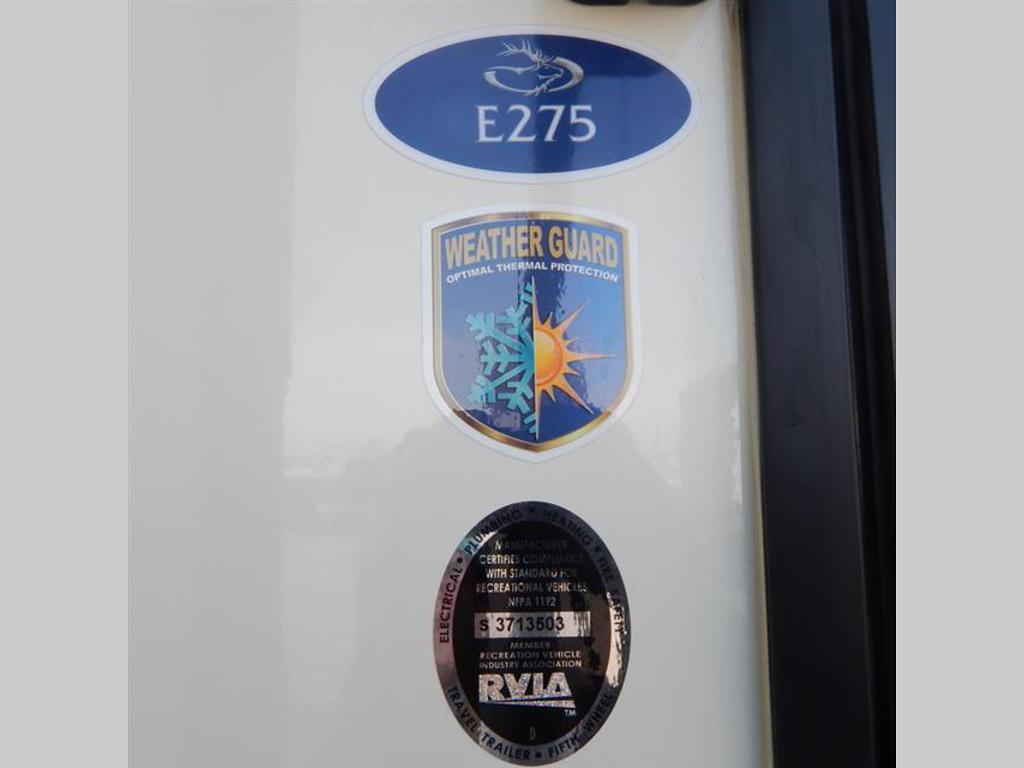 E275
WEATHER GUARD
OPTIMAL THERMAL PROTECTION
ELECTRICAL • PLUMBING • HEATING • FIRE SAFETY
MANUFACTURER
CERTIFIES COMPLIANCE
WITH STANDARD FOR
RECREATIONAL VEHICLES
NFPA 1192
S 3713503
MEMBER
RECREATION VEHICLE
INDUSTRY ASSOCIATION
RVIA
TM
D
TRAVEL TRAILER • FIFTH WHEEL